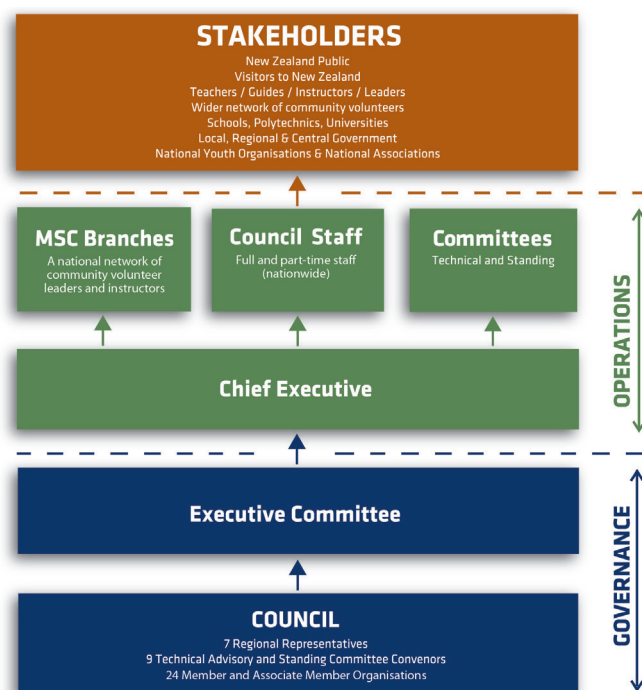 STAKEHOLDERS
New Zealand Public
Visitors to New Zealand
Teachers / Guides / Instructors / Leaders
Wider network of community volunteers
Schools, Polytechnics, Universities
Local, Regional & Central Government
National Youth Organisations & National Associations
MSC Branches
A national network of
community volunteer
leaders and instructors
Council Staff
Full and part-time staff
(nationwide)
Committees
Technical and Standing
OPERATIONS
Chief Executive
Executive Committee
GOVERNANCE
COUNCIL
7 Regional Representatives
9 Technical Advisory and Standing Committee Convenors
24 Member and Associate Member Organisations